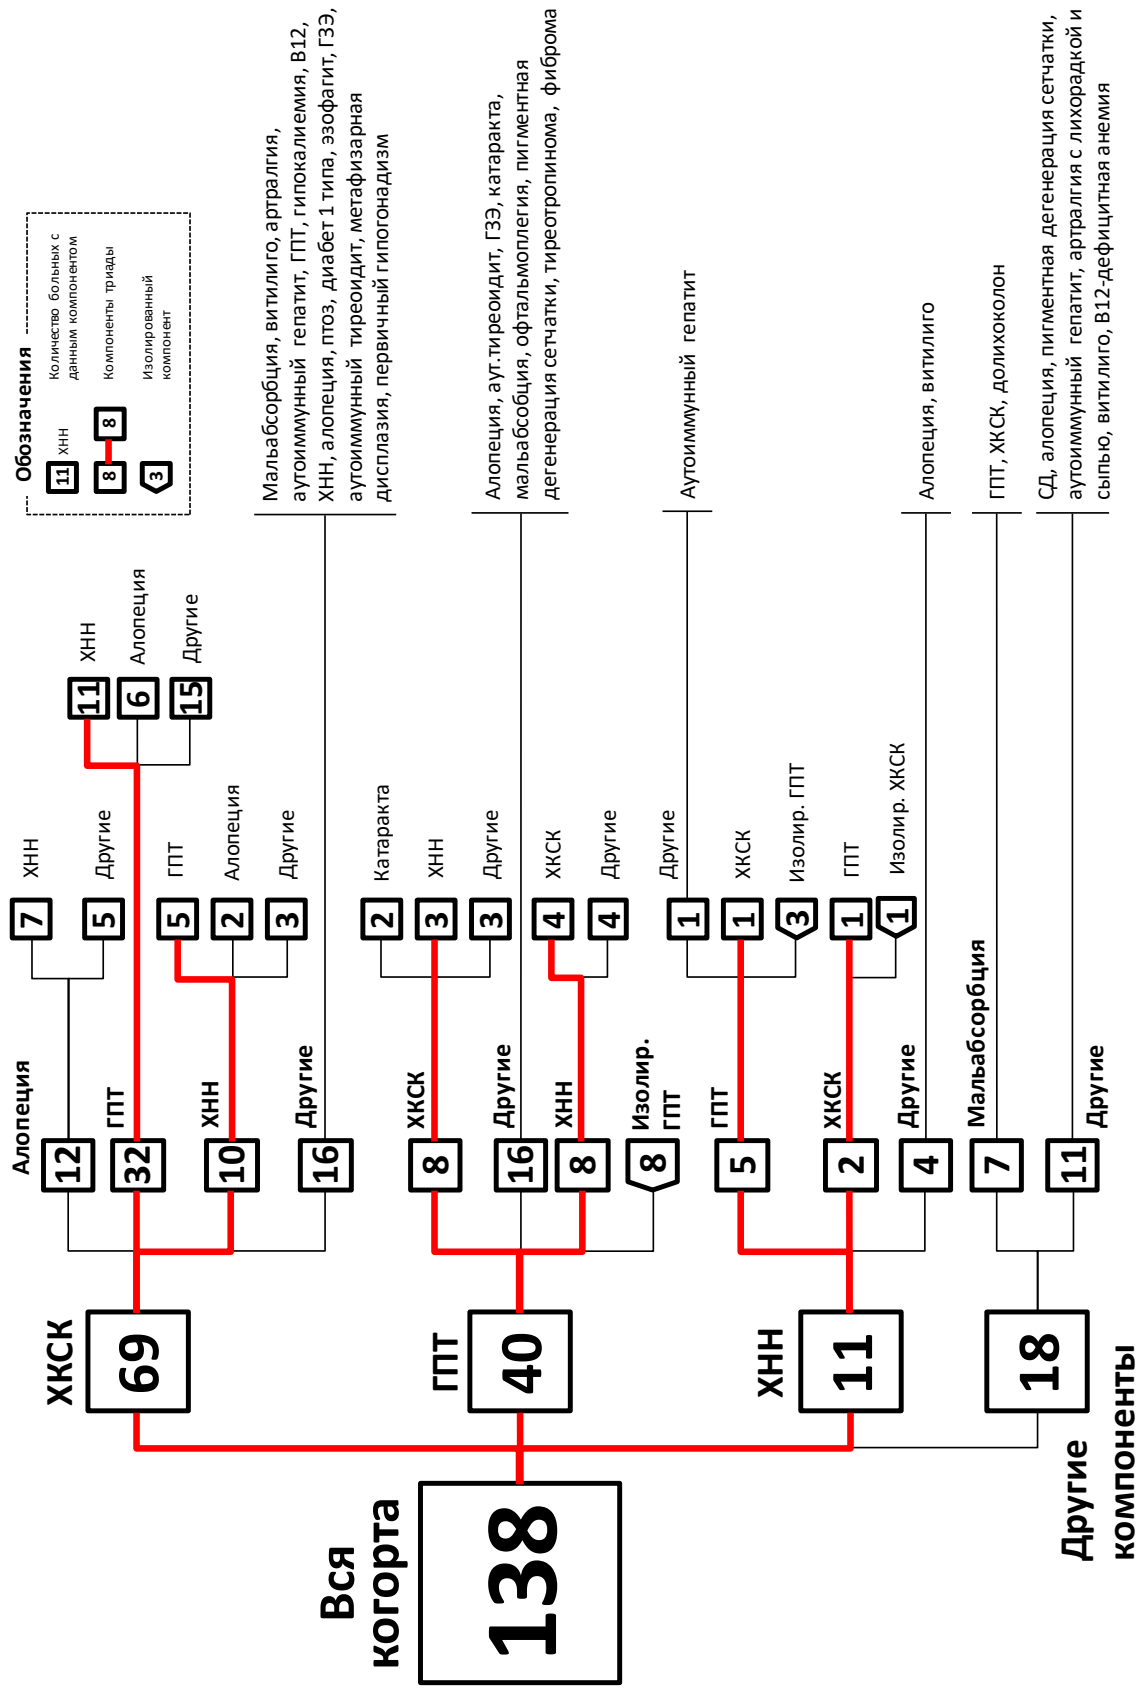 Обозначения
11
ХНН
Количество больных с
данным компонентом
8
8
Компоненты триады
3
Изолированный
компонент
Вся
когорта
138
ХКСК
69
Алопеция
12
7
ХНН
5
Другие
ГПТ
32
11
ХНН
6
Алопеция
15
Другие
ХНН
10
5
ГПТ
2
Алопеция
3
Другие
Другие
16
Мальабсорбция, витилиго, артралгия,
аутоиммунный гепатит, ГПТ, гипокалиемия, В12,
ХНН, алопеция, птоз, диабет 1 типа, эзофагит, ГЗЭ,
аутоиммунный тиреоидит, метафизарная
дисплазия, первичный гипогонадизм
ГПТ
40
ХКСК
8
2
Катаракта
3
ХНН
3
Другие
Другие
16
Алопеция, аут.тиреоидит, ГЗЭ, катаракта,
мальабсобция, офтальмоплегия, пигментная
дегенерация сетчатки, тиреотропинома, фиброма
ХНН
8
4
ХКСК
4
Другие
Изолир.
ГПТ
8
ХНН
11
ГПТ
5
1
Другие
Аутоиммунный гепатит
1
ХКСК
3
Изолир. ГПТ
ХКСК
2
1
ГПТ
1
Изолир. ХКСК
Другие
4
Алопеция, витилиго
Другие
компоненты
18
Мальабсорбция
7
ГПТ, ХКСК, долихоколон
Другие
11
СД, алопеция, пигментная дегенерация сетчатки,
аутоиммунный гепатит, артралгия с лихорадкой и
сыпью, витилиго, В12-дефицитная анемия